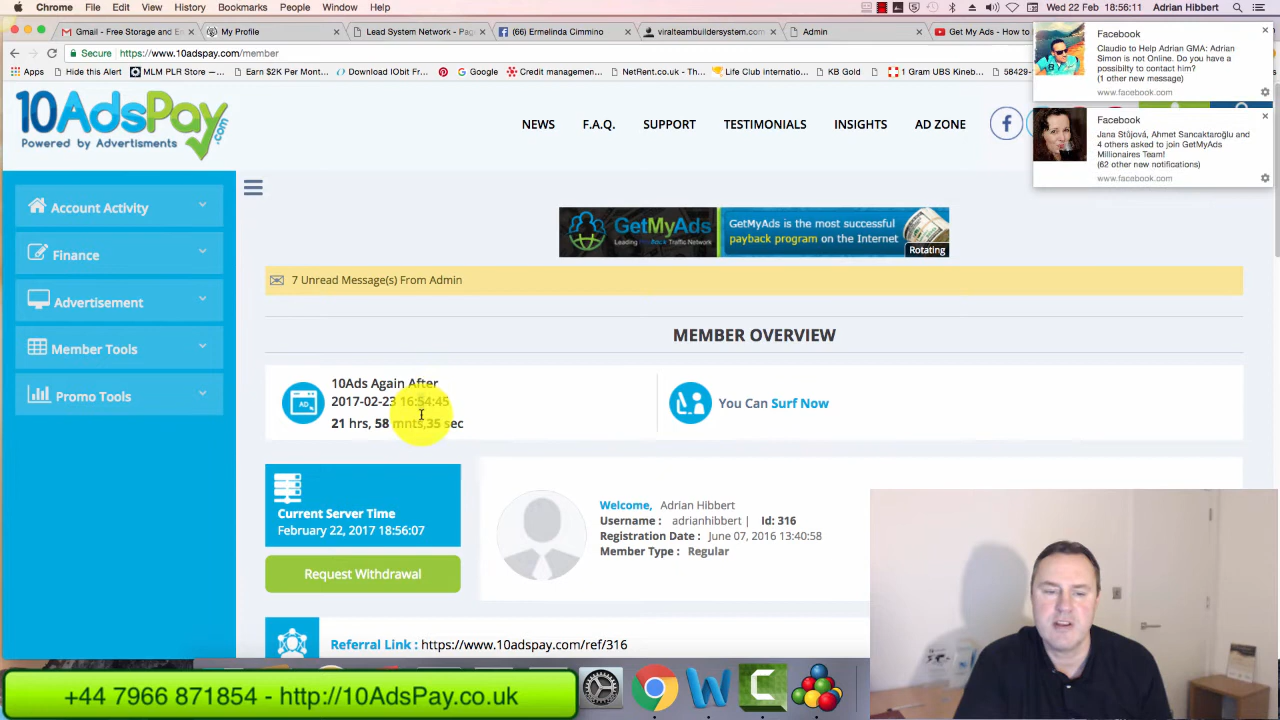 Chrome File Edit View History Bookmarks People Window Help
Wed 22 Feb 18:56:11 Adrian Hibbert
Gmail - Free Storage and E
My Profile
Lead System Network - Pa
(66) Ermelinda Cimmino
viralteambuildersystem.com
Admin
Get My Ads - How to
Secure https://www.10adspay.com/member
Apps
Hide this Alert
MLM PLR Store
Earn $2K Per Mont
Download IObit Fre
Google
Credit managemen
NerPent.co.uk - En
Life Club Internatio
KB Gold
1 Gram UBS Kineb
58429-
Facebook
Claudio to Help Adrian GMA: Adrian
Simon is not Online. Do you have a
possibilty to contact him?
(1 other new message)
www.facebook.com
Facebook
Jana Stůjová, Ahmet Sancaktaroğlu and
4 others asked to join GetMyAds
Millionaires Team!
(62 other new notifications)
www.facebook.com
10AdsPay.com
Powered by Advertisments
NEWS
F.A.Q.
SUPPORT
TESTIMONIALS
INSIGHTS
AD ZONE
Account Activity
Finance
Advertisement
Member Tools
Promo Tools
GetMyAds
Traffic Network
GetMyAds is the most successful
payback program on the Internet
Rotating
7 Unread Message(s) From Admin
MEMBER OVERVIEW
AD
10Ads Again After
2017-02-23 16:54:45
21 hrs, 58 mnts,35 sec
You Can Surf Now
Current Server Time
February 22, 2017 18:56:07
Request Withdrawal
Welcome, Adrian Hibbert
Username : adrianhibbert | Id: 316
Registration Date : June 07, 2016 13:40:58
Member Type : Regular
Referral Link : https://www.10adspay.com/ref/316
+44 7966 871854 - http://10AdsPay.co.uk